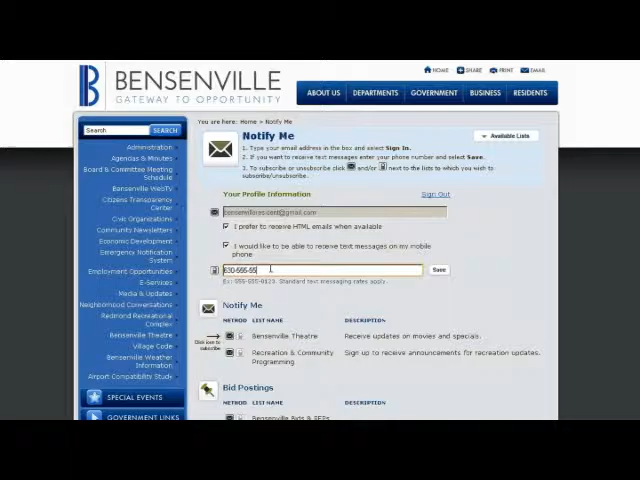 HOME SHARE PRINT EMAIL
BENSENVILLE
GATEWAY TO OPPORTUNITY
ABOUT US DEPARTMENTS GOVERNMENT BUSINESS RESIDENTS
You are here: Home > Notify Me
Search SEARCH
Administration
Agendas & Minutes
Board & Committee Meeting
Schedule
Bensenville WebTV
Citizens Transparency
Center
Civic Organizations
Community Newsletters
Economic Development
Emergency Notification
System
Employment Opportunities
E-Services
Media & Updates
Neighborhood Conversations
Redmond Recreational
Complex
Bensenville Theatre
Village Code
Bensenville Weather
Information
Airport Compatibility Study
SPECIAL EVENTS
GOVERNMENT LINKS
Notify Me
Available Lists
1. Type your email address in the box and select Sign In.
2. If you want to receive text messages enter your phone number and select Save.
3. To subscribe or unsubscribe click and/or next to the lists to which you wish to
subscribe/unsubscribe.
Your Profile Information Sign Out
bensenvilleresident@gmail.com
I prefer to receive HTML emails when available
I would like to be able to receive text messages on my mobile
phone
630-555-55 Save
Ex: 555-555-0123. Standard text messaging rates apply.
Notify Me
METHOD LIST NAME DESCRIPTION
Click icon to
subscribe
Bensenville Theatre Receive updates on movies and specials.
Recreation & Community
Programming
Sign up to receive announcements for recreation updates.
Bid Postings
METHOD LIST NAME DESCRIPTION
Bensenville Bids & RFPs